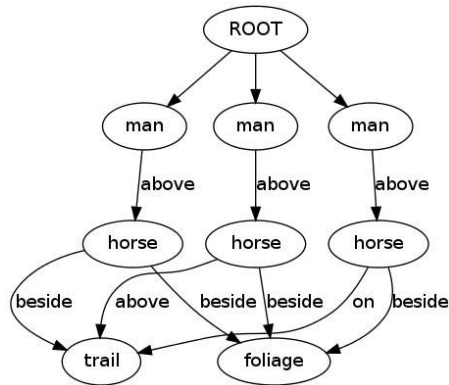 ROOT
man man man
above above above
horse horse horse
beside above beside beside on beside
trail foliage